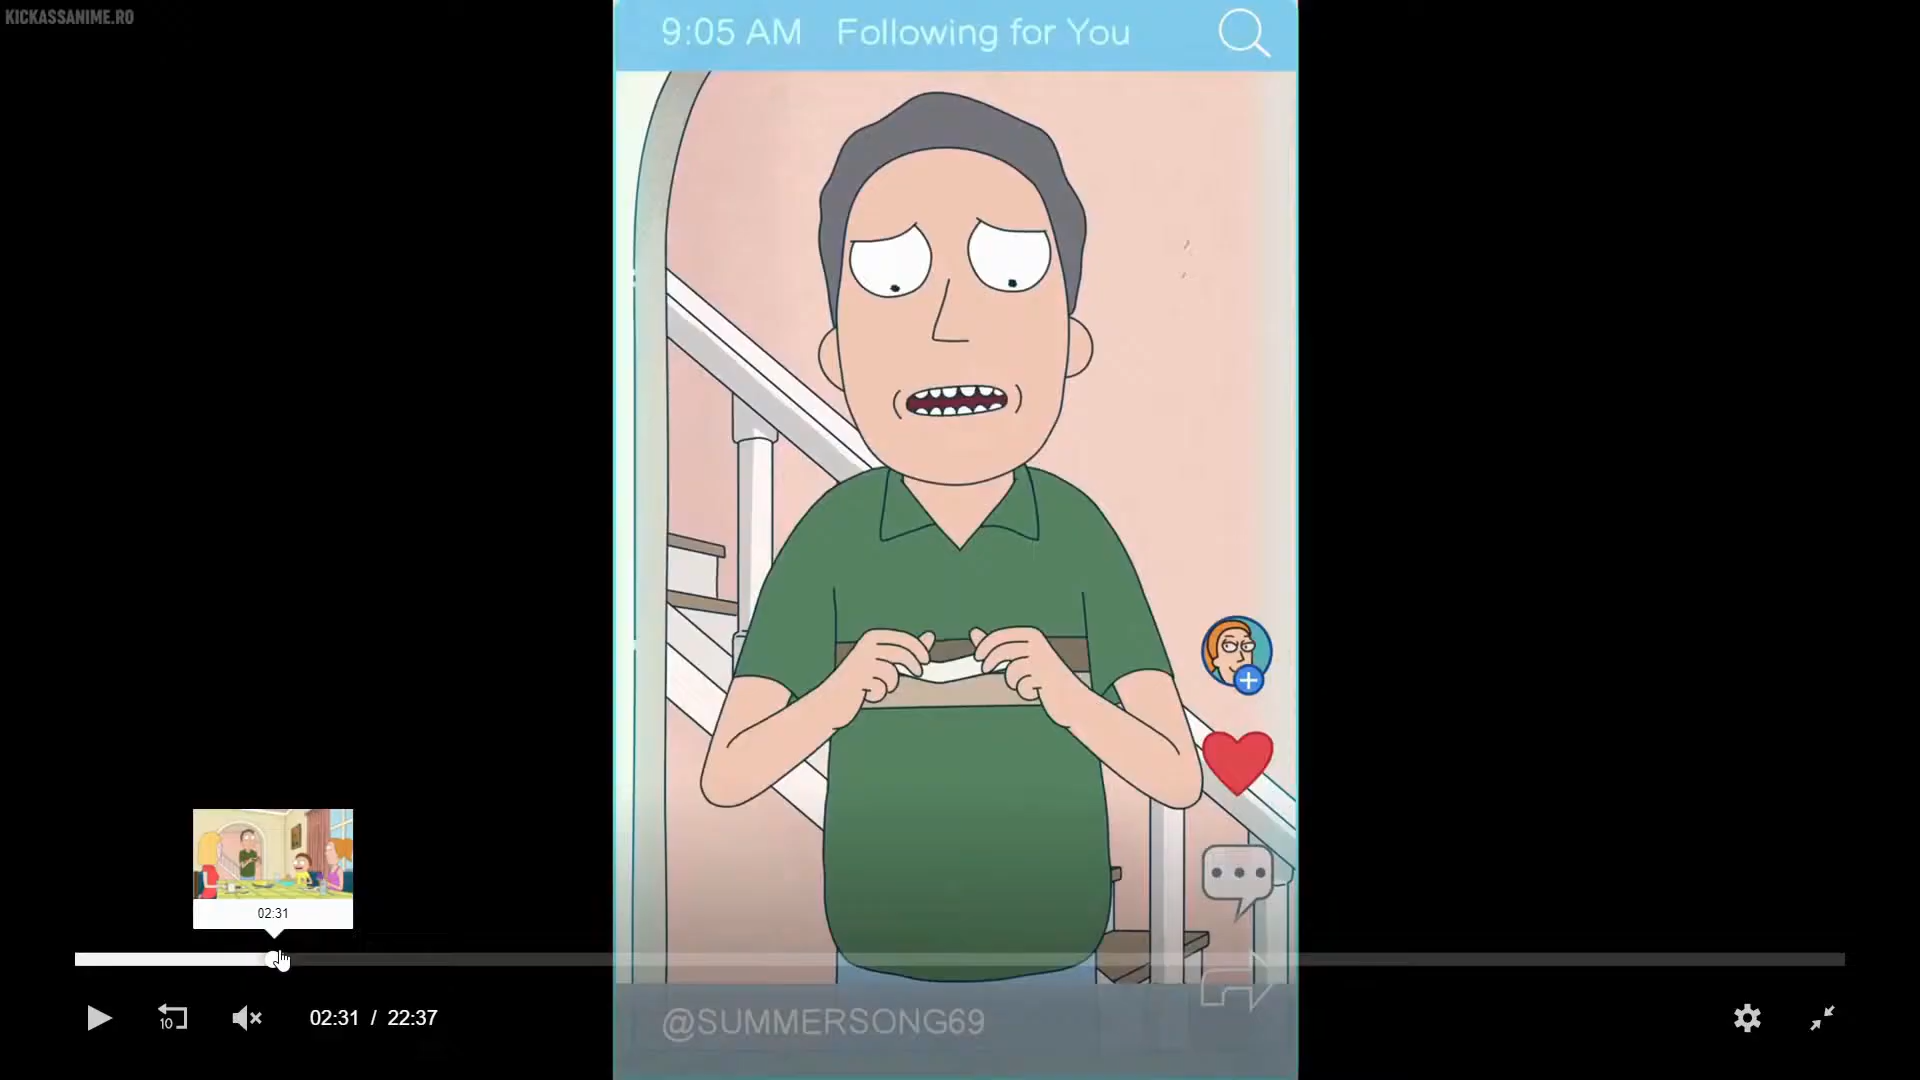 KICKASSANIME.RO
9:05 AM Following for You
02:31
10
02:31 / 22:37
@SUMMERSONG69